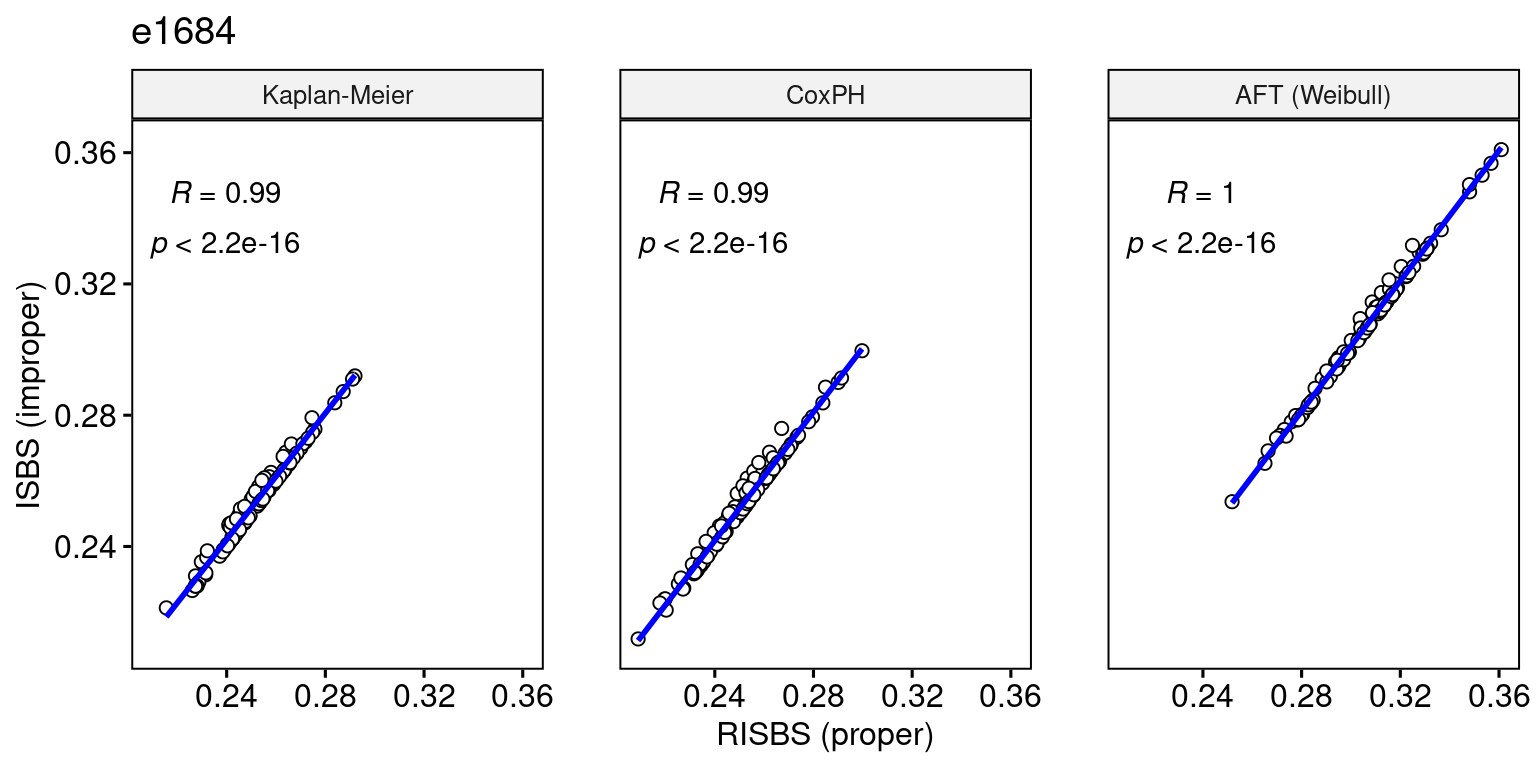 e1684
Kaplan-Meier
CoxPH
AFT (Weibull)
ISBS (improper)
0.36
0.32
0.28
0.24
R = 0.99
p < 2.2e-16
R = 0.99
p < 2.2e-16
R = 1
p < 2.2e-16
0.24 0.28 0.32 0.36
0.24 0.28 0.32 0.36
0.24 0.28 0.32 0.36
RISBS (proper)